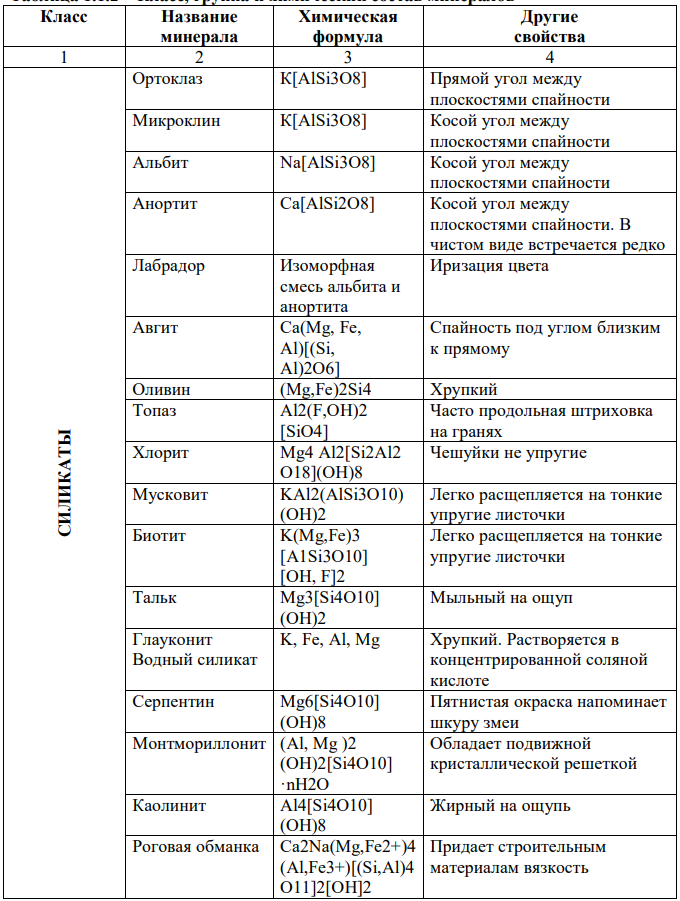 Класс Название минерала Химическая формула Другие свойства
1 2 3 4
СИЛИКАТЫ
Ортоклаз K[AlSi3O8] Прямой угол между
плоскостями спайности
Микроклин K[AlSi3O8] Косой угол между
плоскостями спайности
Альбит Na[AlSi3O8] Косой угол между
плоскостями спайности
Анортит Ca[AlSi2O8] Косой угол между
плоскостями спайности. В
чистом виде встречается редко
Лабрадор Изоморфная Иризация цвета
смесь альбита и
анортита
Авгит Ca(Mg, Fe, Спайность под углом близким
Al)[(Si, к прямому
Al)2O6]
Оливин (Mg,Fe)2Si4 Хрупкий
Топаз Al2(F,OH)2 Часто продольная штриховка
[SiO4] на гранях
Хлорит Mg4 Al2[Si2Al2 Чешуйки не упругие
O18](OH)8
Мусковит KAl2(AlSi3O10) Легко расщепляется на тонкие
(OH)2 упругие листочки
Биотит K(Mg,Fe)3 Легко расщепляется на тонкие
[A1Si3O10] упругие листочки
[OH, F]2
Тальк Mg3[Si4O10] Мыльный на ощуп
(OH)2
Глауконит K, Fe, Al, Mg Хрупкий. Растворяется в
Водный силикат концентрированной соляной
кислоте
Серпентин Mg6[Si4O10] Пятнистая окраска напоминает
(OH)8 шкуру змеи
Монтмориллонит (Al, Mg )2 Обладает подвижной
(OH)2[Si4O10] кристаллической решеткой
·nH2O
Каолинит Al4[Si4O10] Жирный на ощупь
(OH)8
Роговая обманка Ca2Na(Mg,Fe2+)4 Придает строительным
(Al,Fe3+)[(Si,Al)4 материалам вязкость
O11]2[OH]2